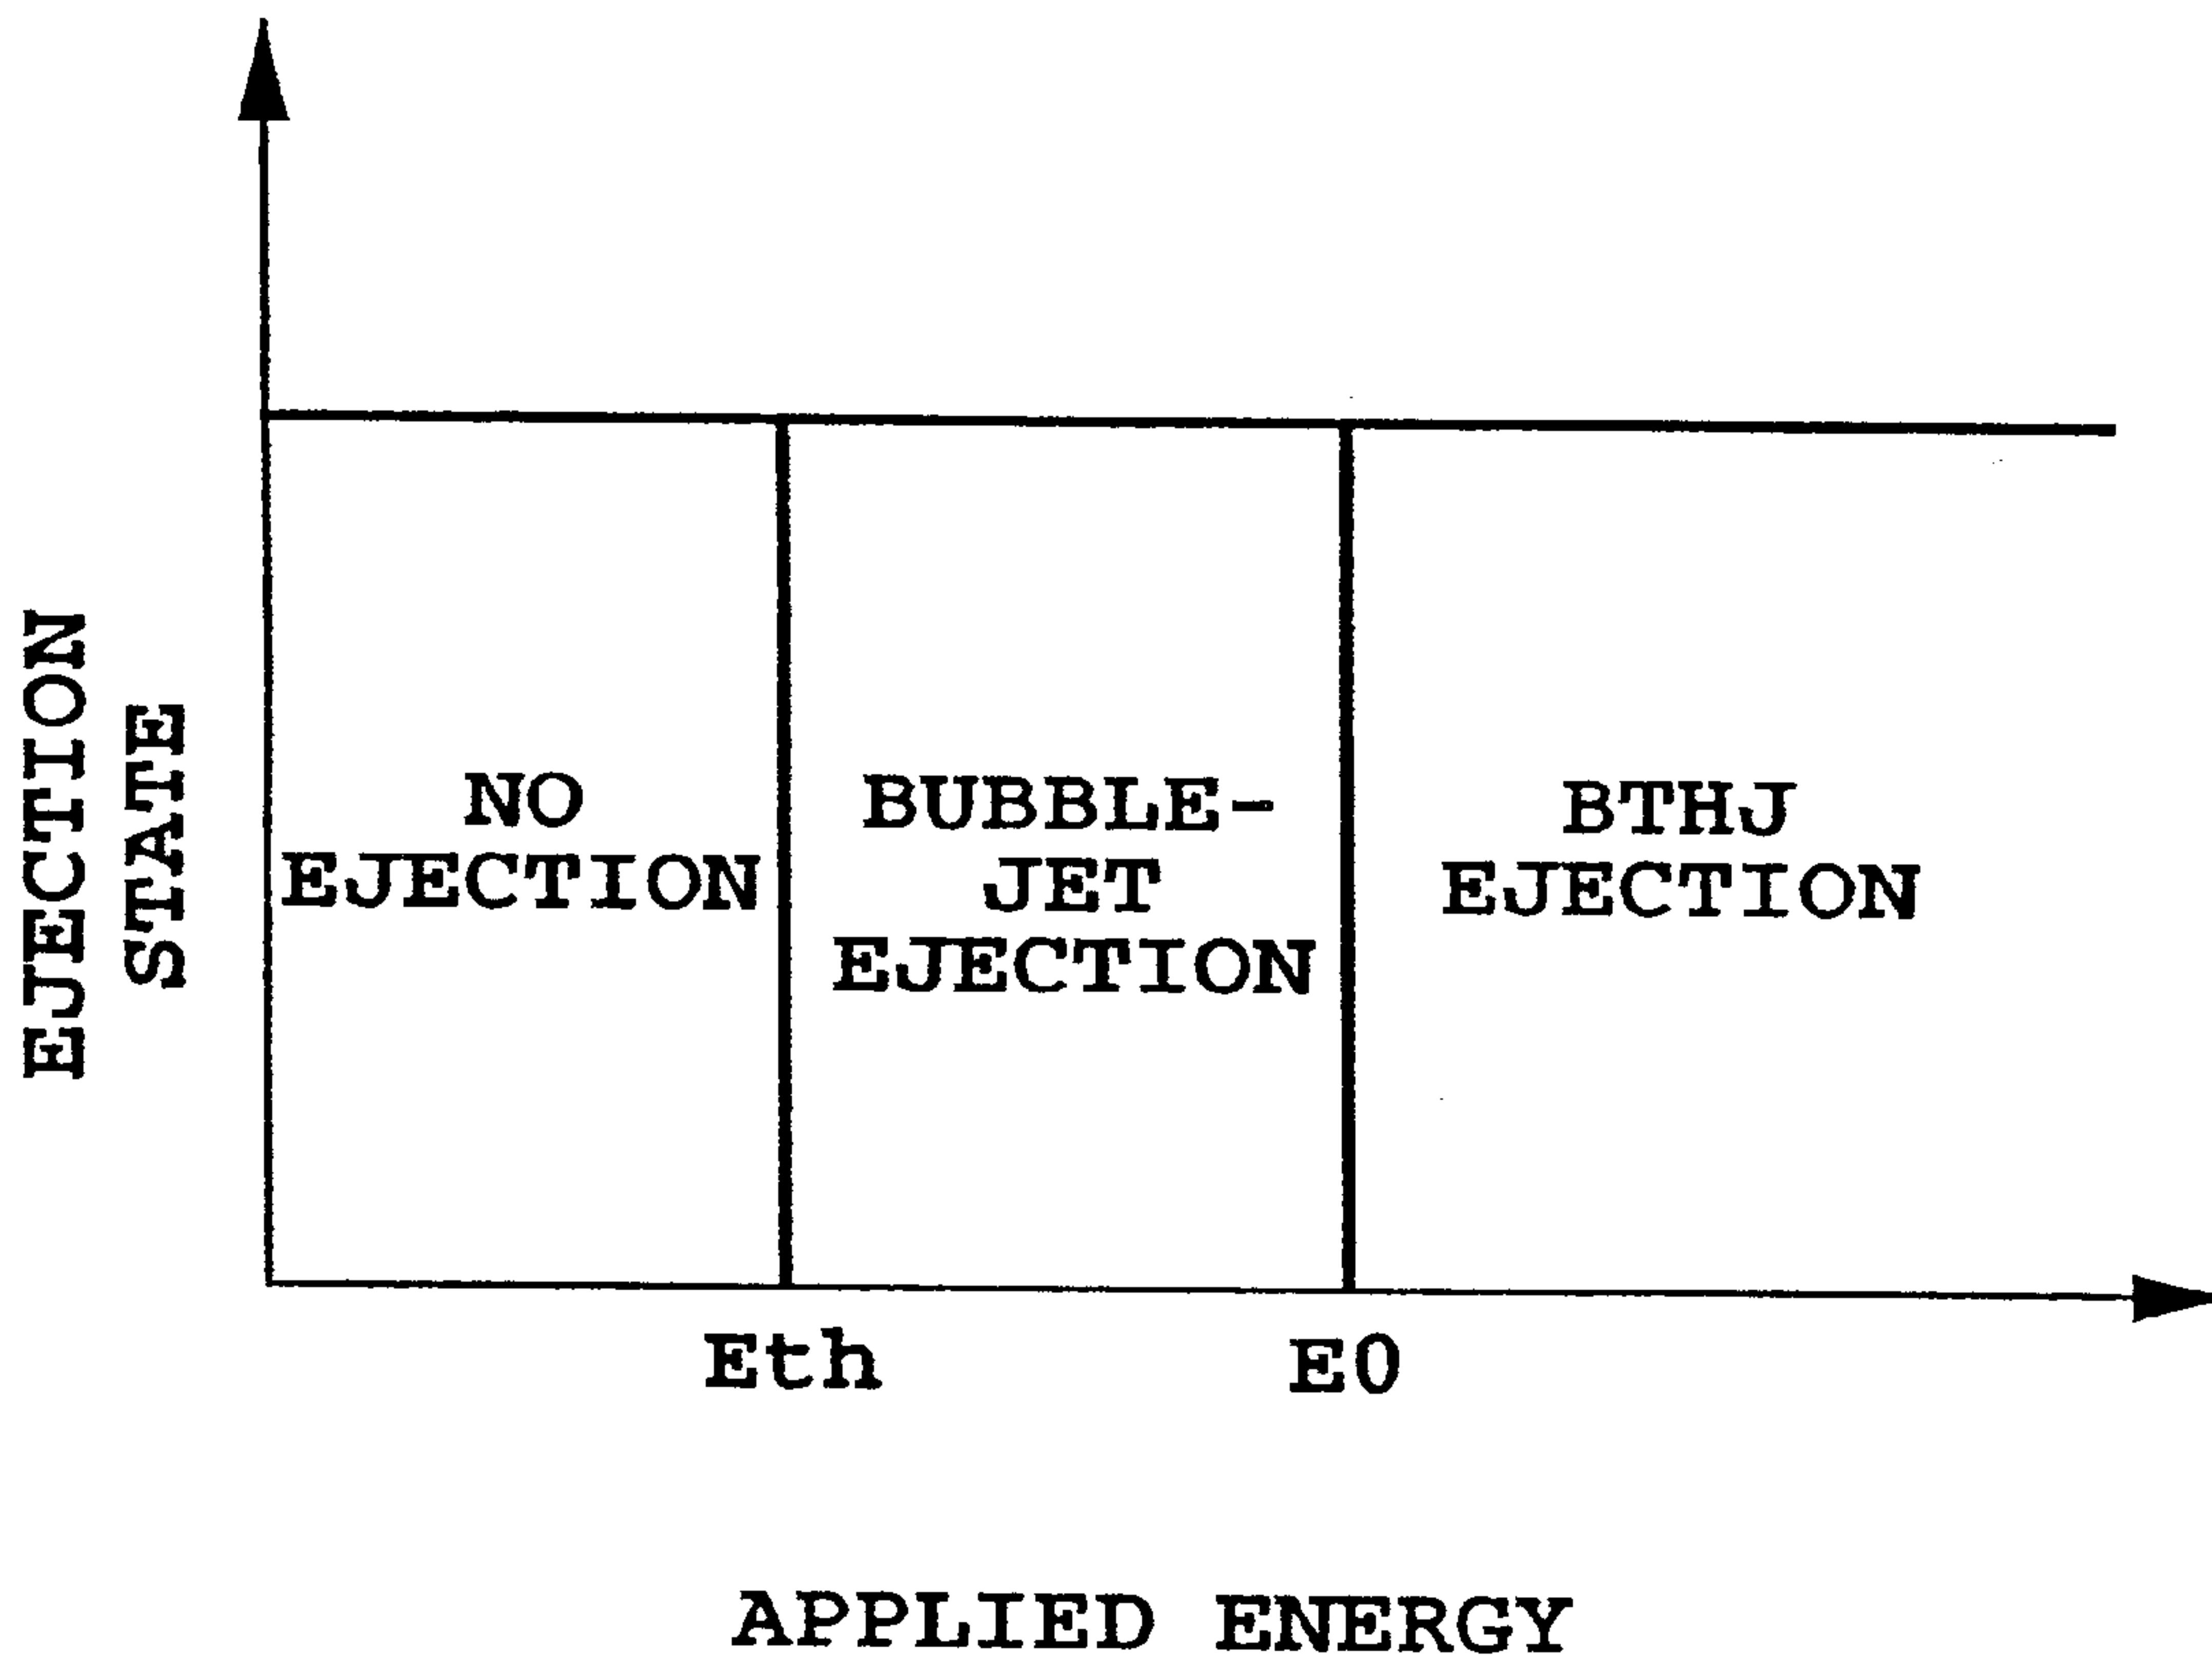 EJECTION
STATE
NO
EJECTION
BUBBLE-
JET
EJECTION
BTHJ
EJECTION
Eth
E0
APPLIED ENERGY